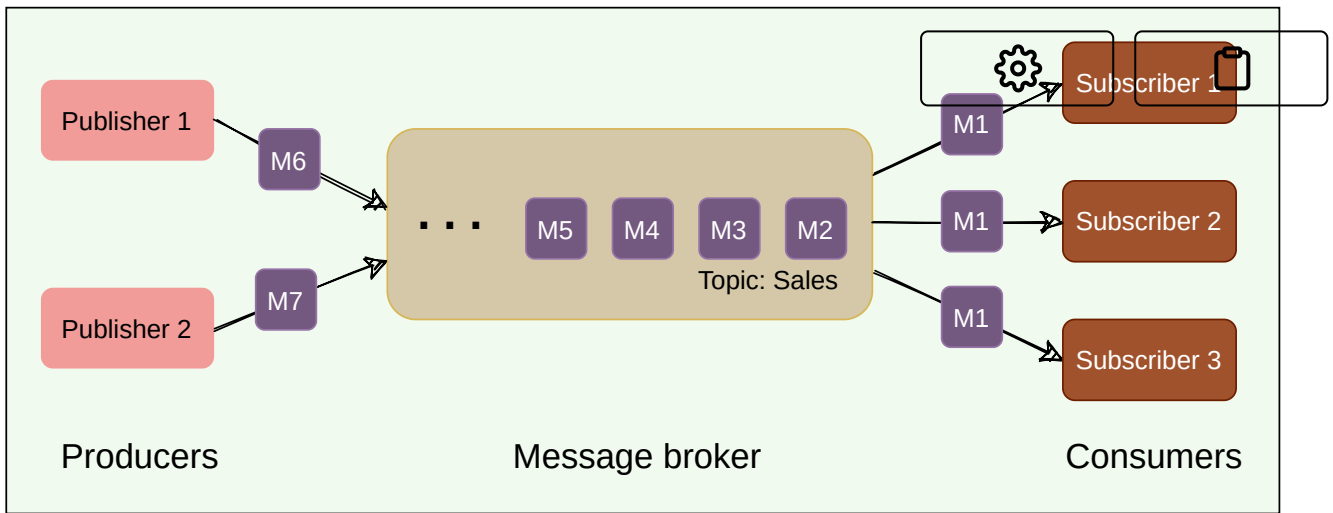 Publisher 1
M6
Publisher 2
M7
. . .
M5 M4 M3 M2
Topic: Sales
M1
Subscriber 1
M1
Subscriber 2
M1
Subscriber 3
Producers
Message broker
Consumers